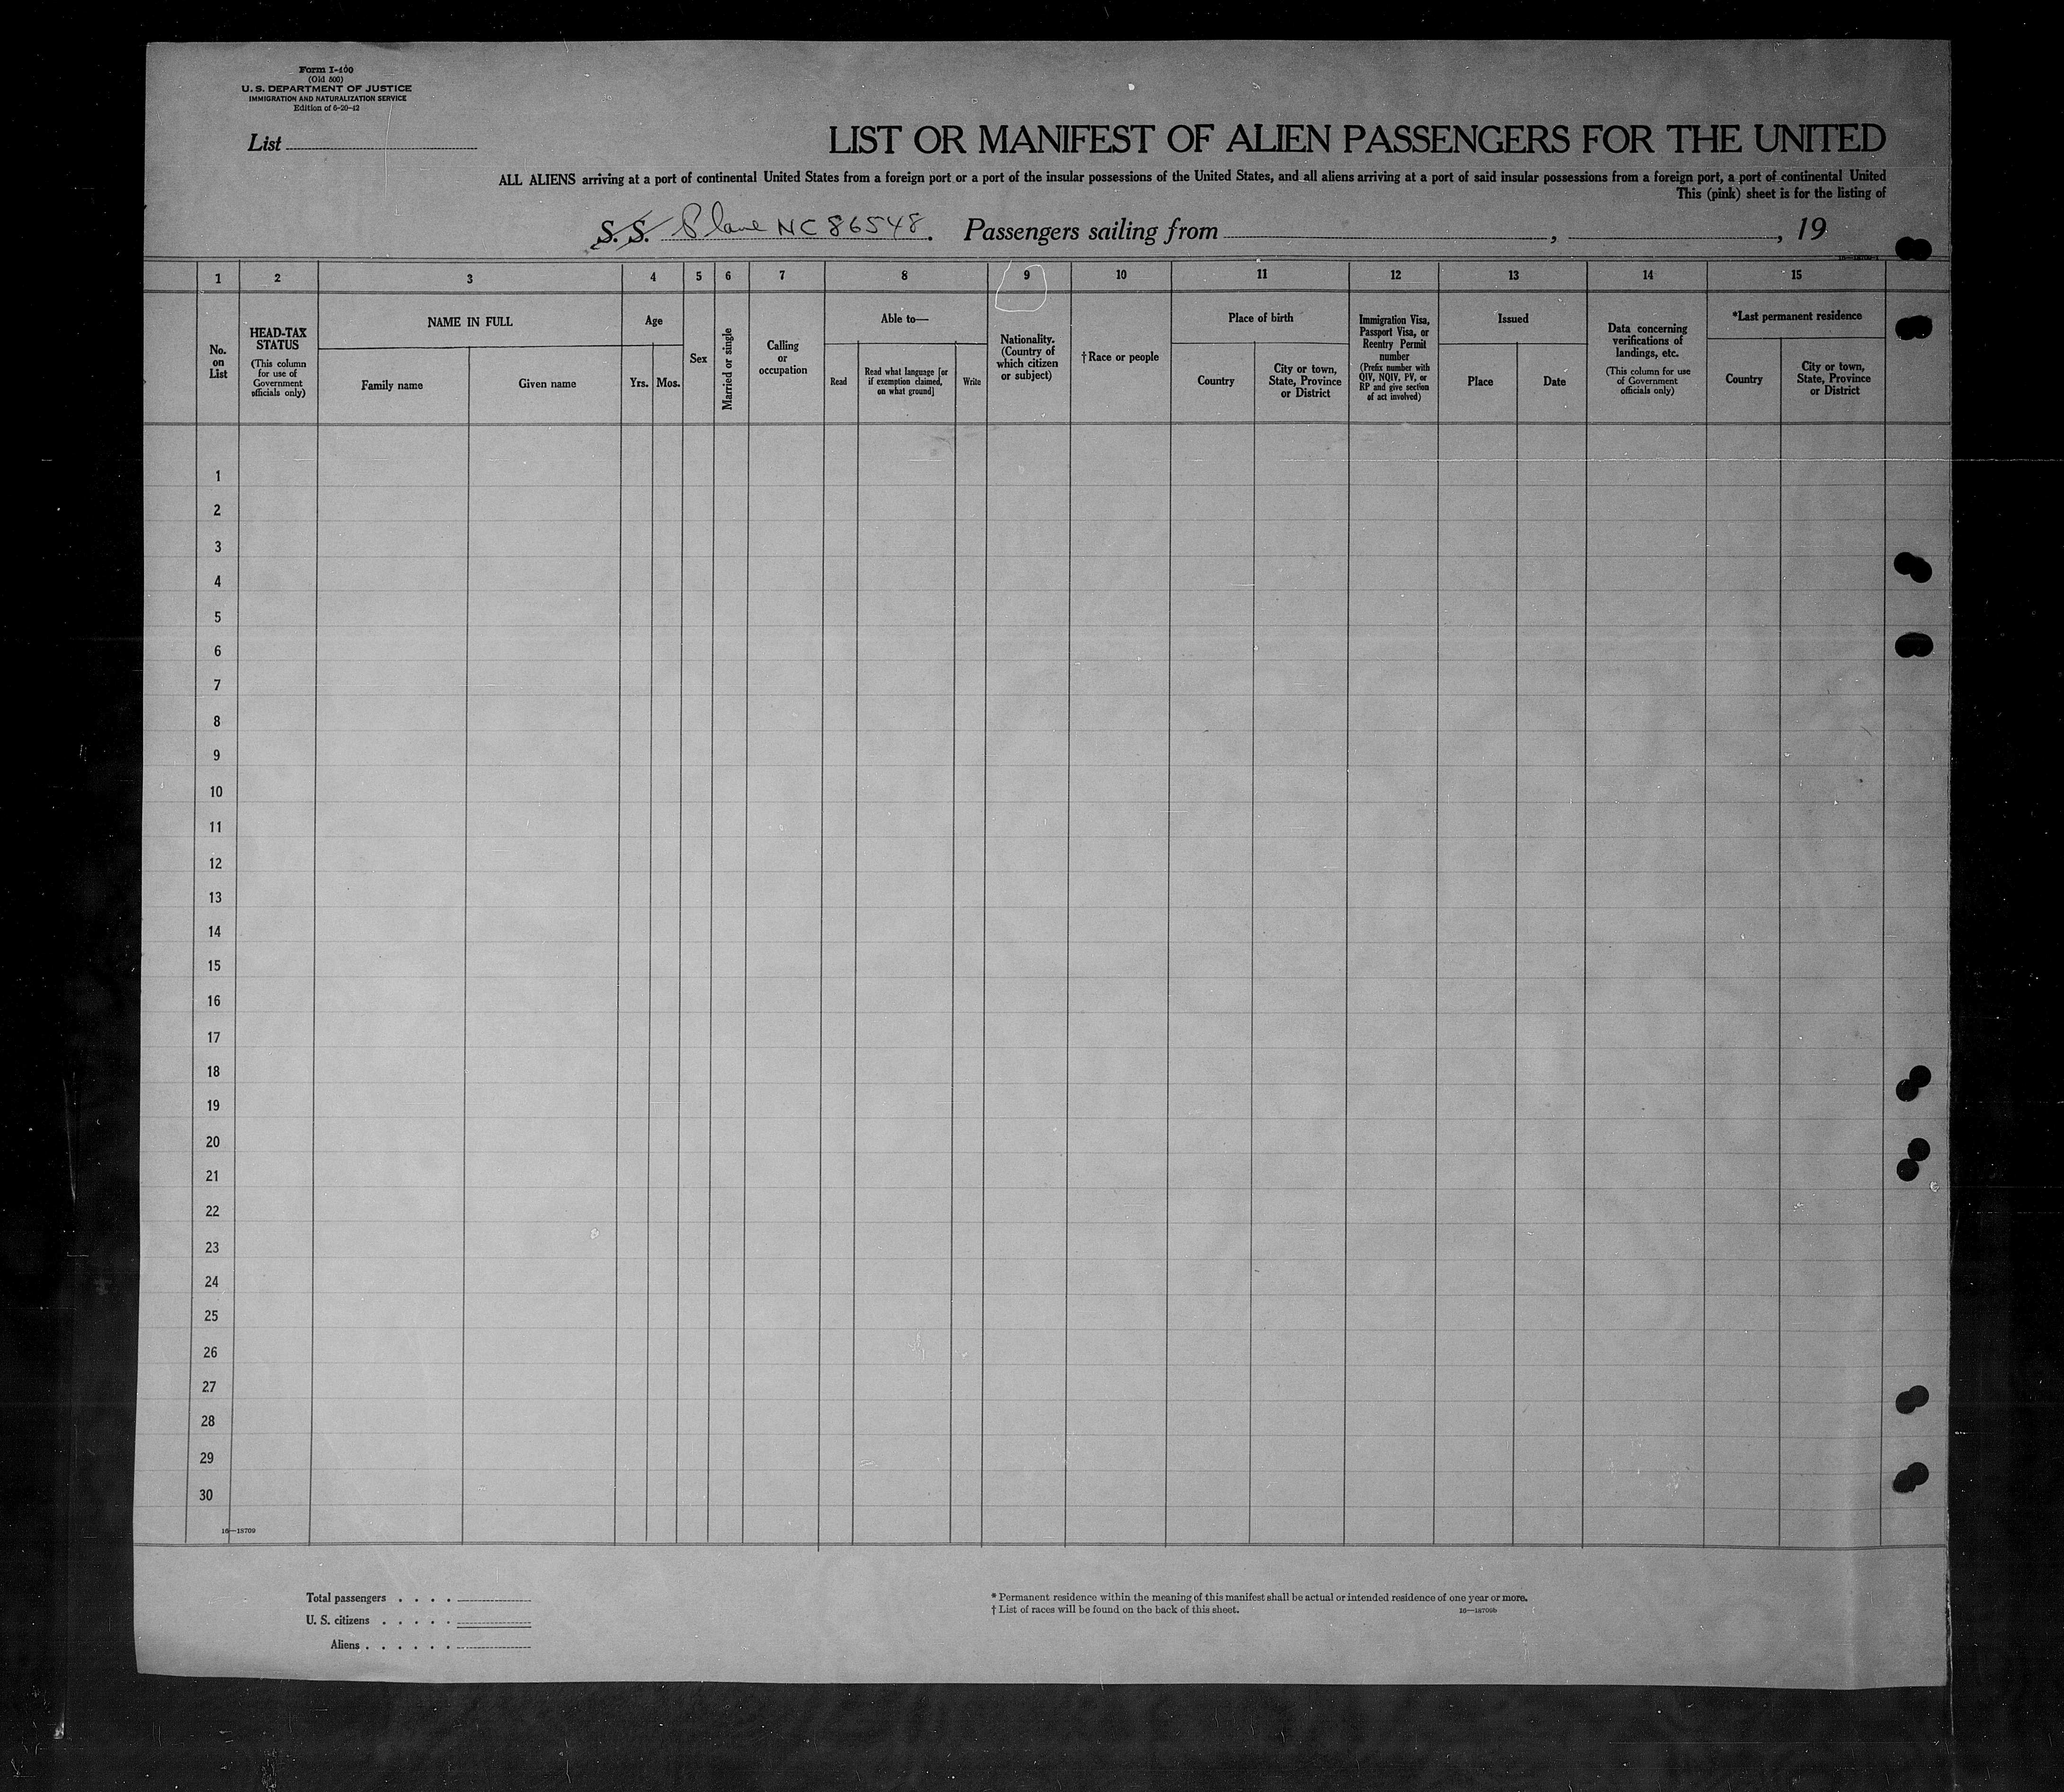 Form I-400
(Old 500)
U. S. DEPARTMENT OF JUSTICE
IMMIGRATION AND NATURALIZATION SERVICE
Edition of 6-20-42
List
LIST OR MANIFEST OF ALIEN PASSENGERS FOR THE UNITED
ALL ALIENS arriving at a port of continental United States from a foreign port or a port of the insular possessions of the United States, and all aliens arriving at a port of said insular possessions from a foreign port, a port of continental United
This (pink) sheet is for the listing of
S. S. Plane NC 86548. Passengers sailing from , , 19
1 2 3 4 5 6 7 8 9 10 11 12 13 14 15
No.
on
List
HEAD-TAX
STATUS
(This column
for use of
Government
officials only)
NAME IN FULL
Family name
Given name
Age
Yrs.
Mos.
Sex
Married or single
Calling
or
occupation
Able to—
Read
Read what language [or
if exemption claimed,
on what ground]
Write
Nationality.
(Country of
which citizen
or subject)
†Race or people
Place of birth
Country
City or town,
State, Province
or District
Immigration Visa,
Passport Visa, or
Reentry Permit
number
(Prefix number with
QIV, NQIV, PV, or
RP and give section
of act involved)
Issued
Place
Date
Data concerning
verifications of
landings, etc.
(This column for use
of Government
officials only)
*Last permanent residence
Country
City or town,
State, Province
or District
1
2
3
4
5
6
7
8
9
10
11
12
13
14
15
16
17
18
19
20
21
22
23
24
25
26
27
28
29
30
16—18709
Total passengers . . . .
U. S. citizens . . . . .
Aliens . . . . . .
* Permanent residence within the meaning of this manifest shall be actual or intended residence of one year or more.
† List of races will be found on the back of this sheet.
16—18709b